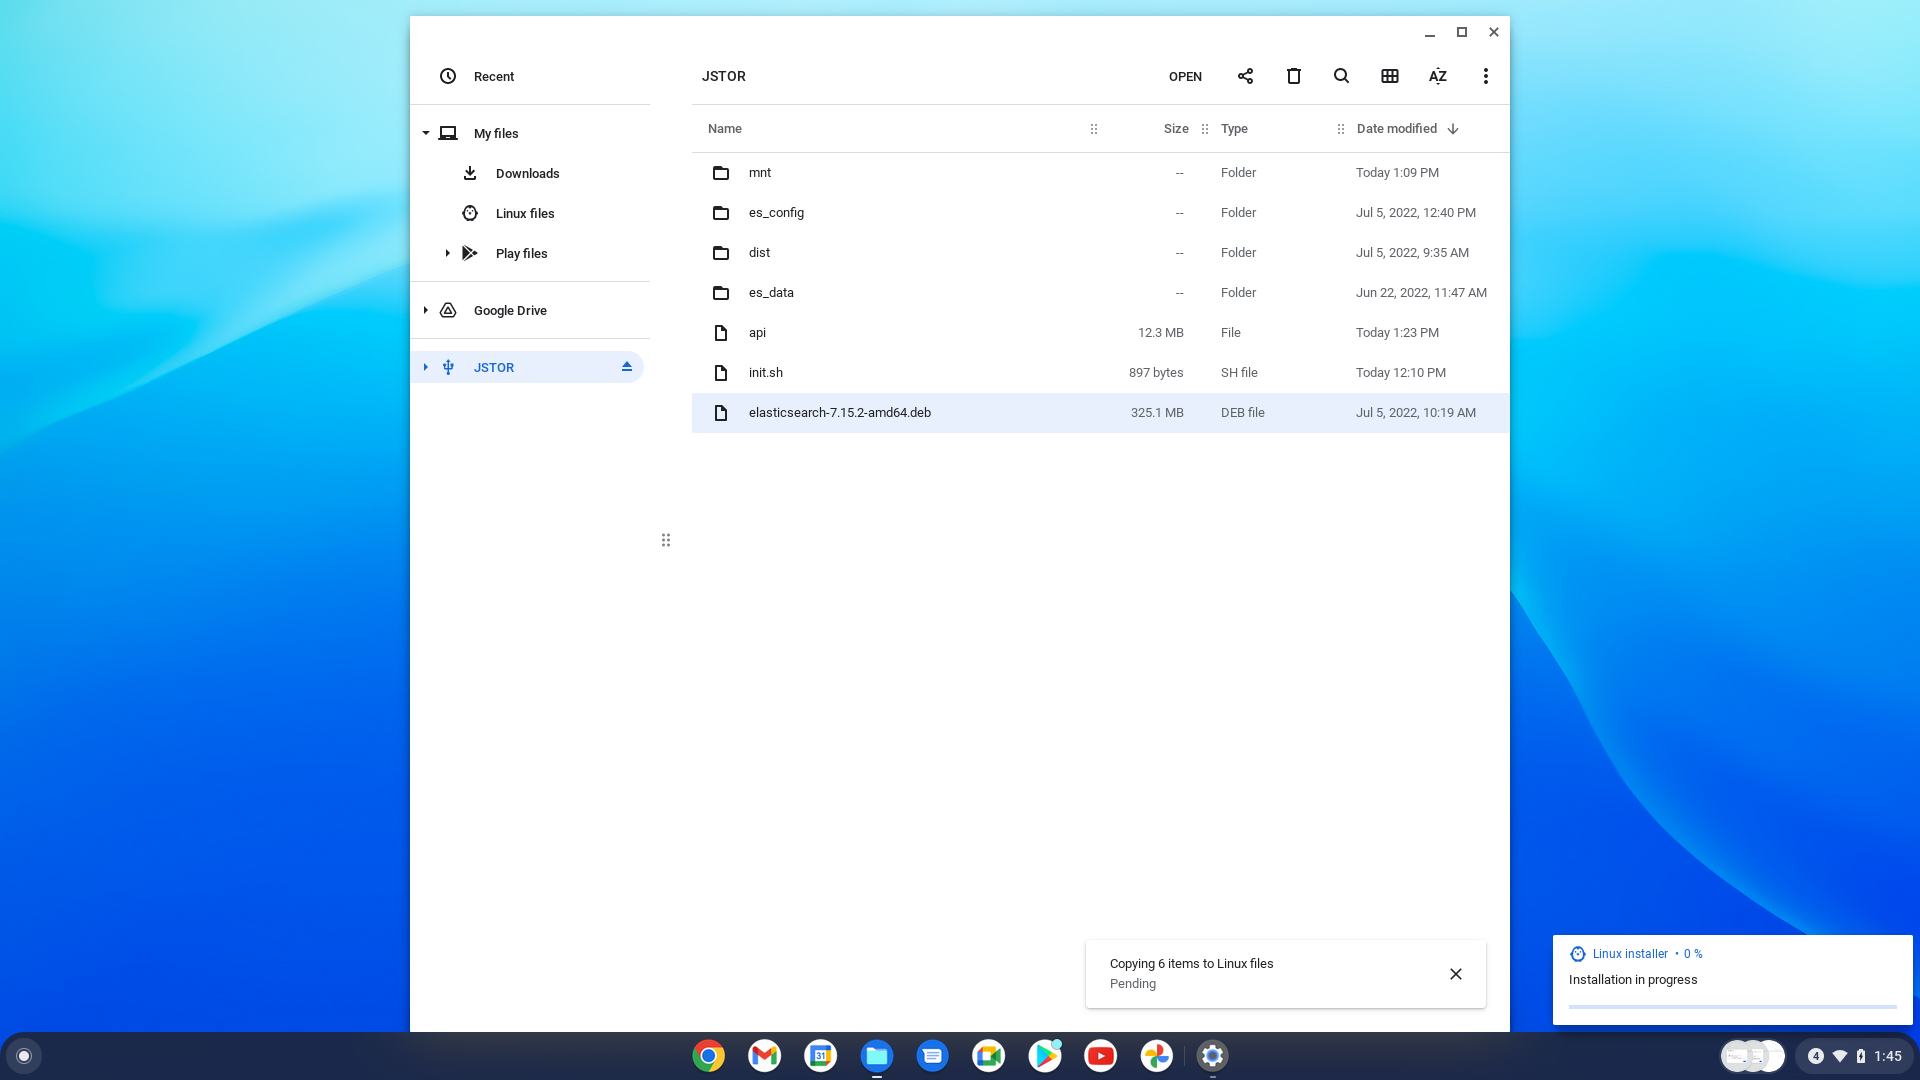 Recent
My files
Downloads
Linux files
Play files
Google Drive
JSTOR
JSTOR
OPEN
AZ
Name Size Type Date modified
mnt -- Folder Today 1:09 PM
es_config -- Folder Jul 5, 2022, 12:40 PM
dist -- Folder Jul 5, 2022, 9:35 AM
es_data -- Folder Jun 22, 2022, 11:47 AM
api 12.3 MB File Today 1:23 PM
init.sh 897 bytes SH file Today 12:10 PM
elasticsearch-7.15.2-amd64.deb 325.1 MB DEB file Jul 5, 2022, 10:19 AM
Copying 6 items to Linux files
Pending
Linux installer • 0 %
Installation in progress
31
4
1:45